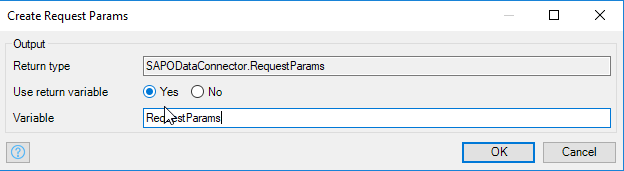 Create Request Params
Output
Return type SAPODataConnector.RequestParams
Use return variable Yes No
Variable RequestParams
? OK Cancel